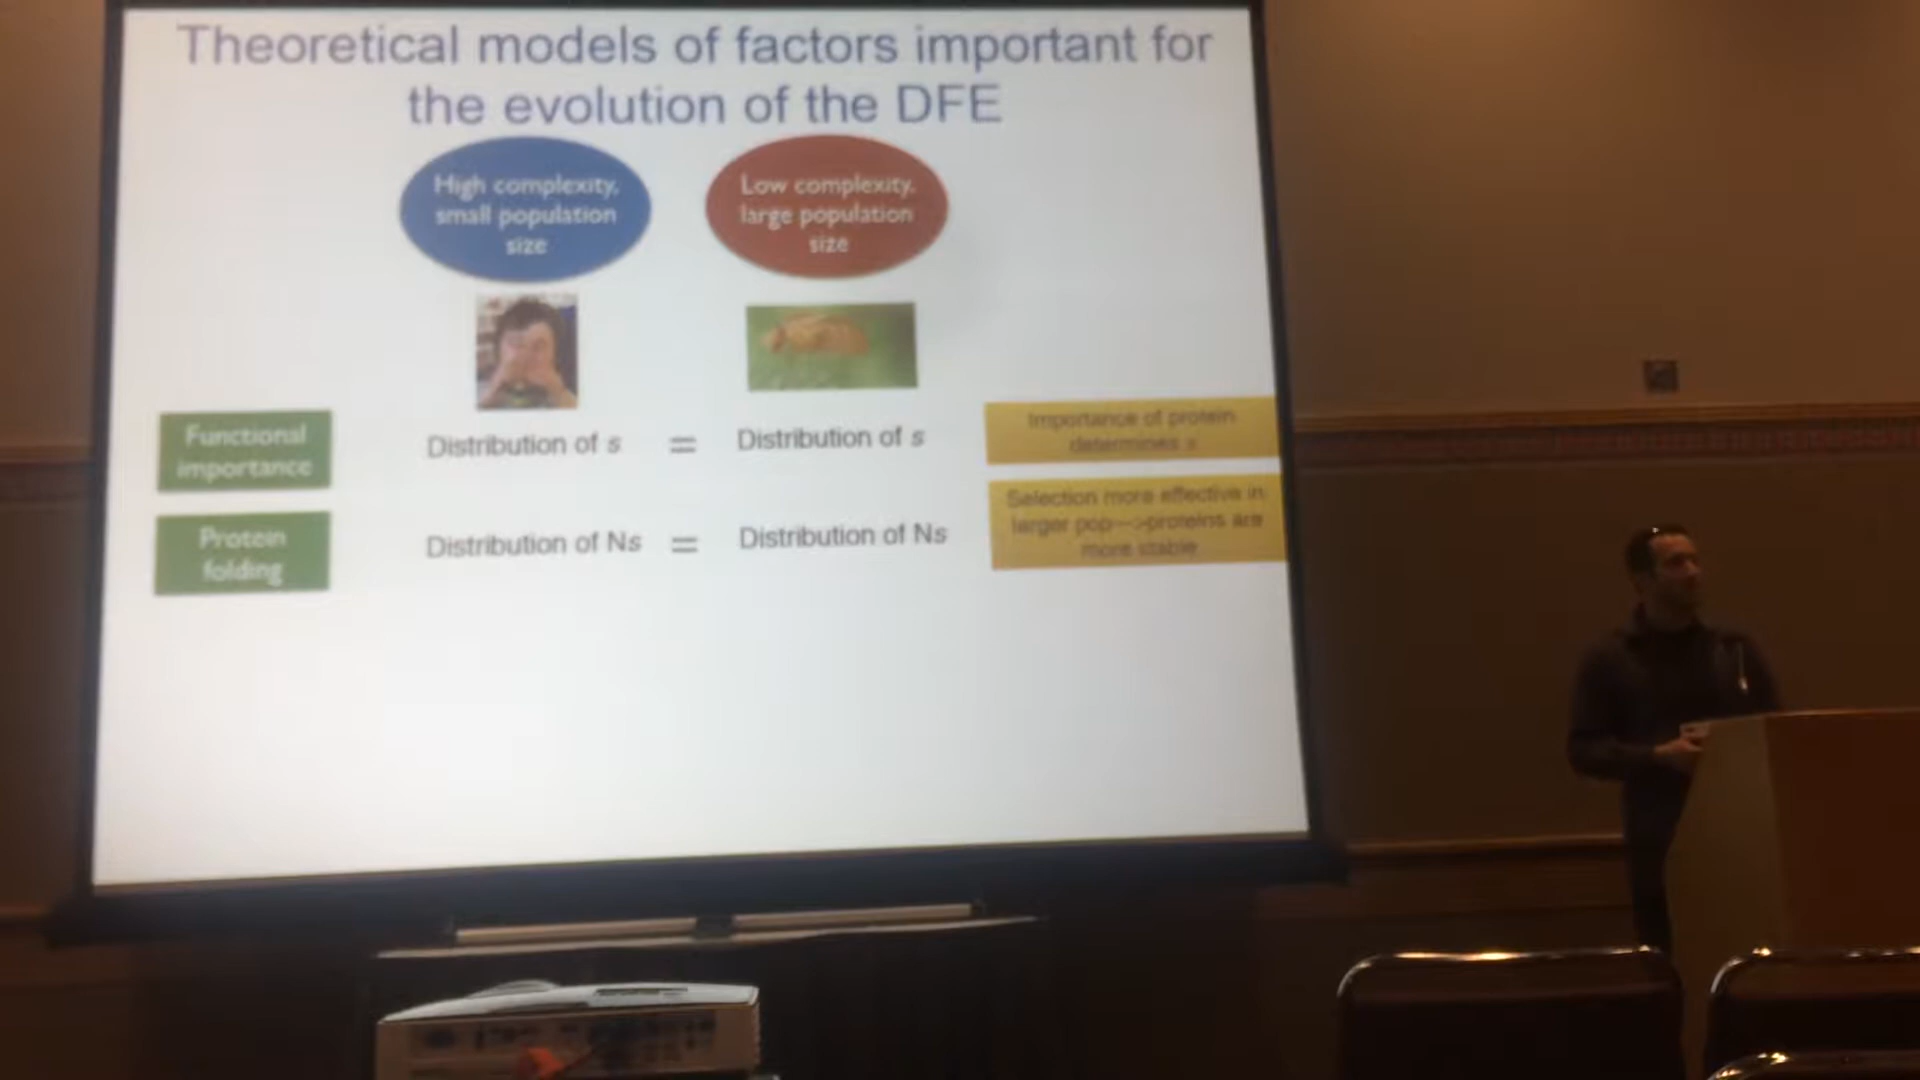 Theoretical models of factors important for
the evolution of the DFE
High complexity,
small population
size
Low complexity,
large population
size
Functional
importance
Distribution of s = Distribution of s
Importance of protein
determines s
Protein
folding
Distribution of Ns = Distribution of Ns
Selection more effective in
larger pop—>proteins are
more stable